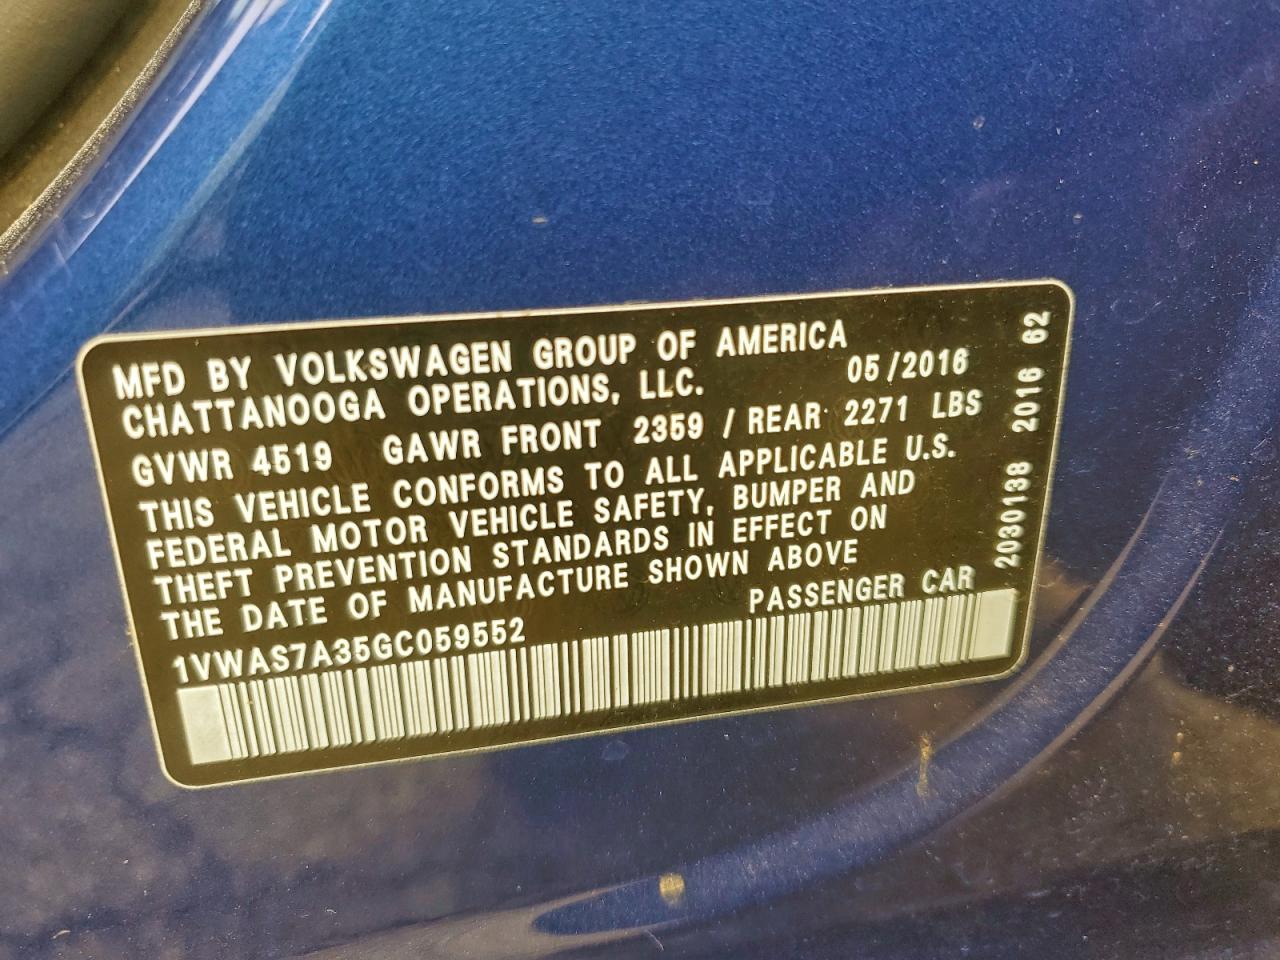 MFD BY VOLKSWAGEN GROUP OF AMERICA
CHATTANOOGA OPERATIONS, LLC. 05/2016
GVWR 4519 GAWR FRONT 2359 / REAR 2271 LBS
THIS VEHICLE CONFORMS TO ALL APPLICABLE U.S.
FEDERAL MOTOR VEHICLE SAFETY, BUMPER AND
THEFT PREVENTION STANDARDS IN EFFECT ON
THE DATE OF MANUFACTURE SHOWN ABOVE
1VWAS7A35GC059552 PASSENGER CAR
2030138 2016 62